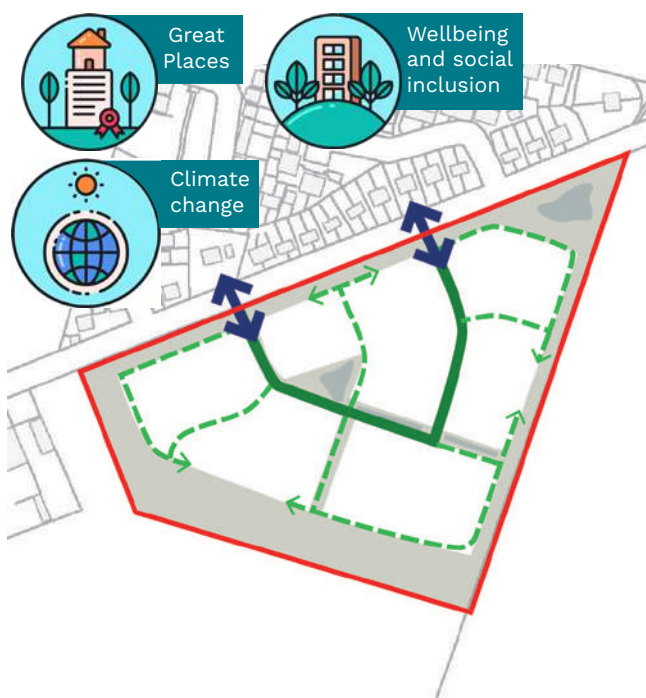 Great
Places
Wellbeing
and social
inclusion
Climate
change